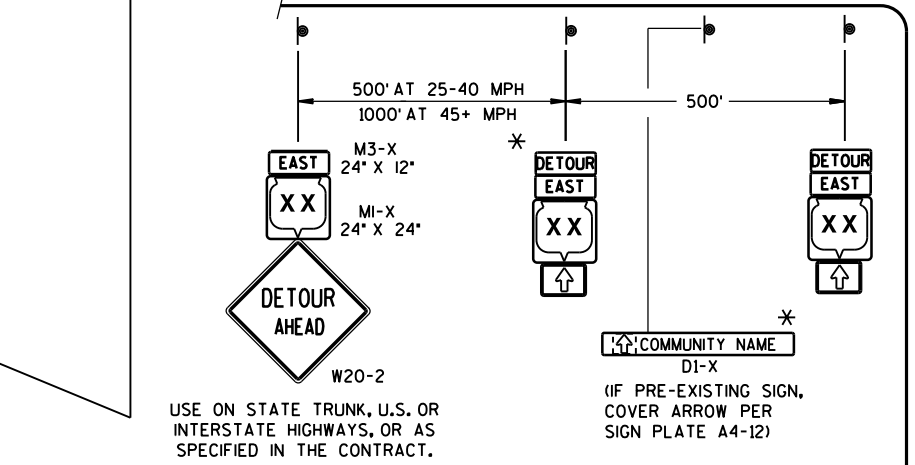 500' AT 25-40 MPH
1000' AT 45+ MPH
500'
*
EAST
M3-X
24" X 12"
XX
M1-X
24" X 24"
DETOUR
AHEAD
W20-2
USE ON STATE TRUNK, U.S. OR
INTERSTATE HIGHWAYS, OR AS
SPECIFIED IN THE CONTRACT.
DETOUR
EAST
XX
DETOUR
EAST
XX
*
COMMUNITY NAME
D1-X
(IF PRE-EXISTING SIGN,
COVER ARROW PER
SIGN PLATE A4-12)